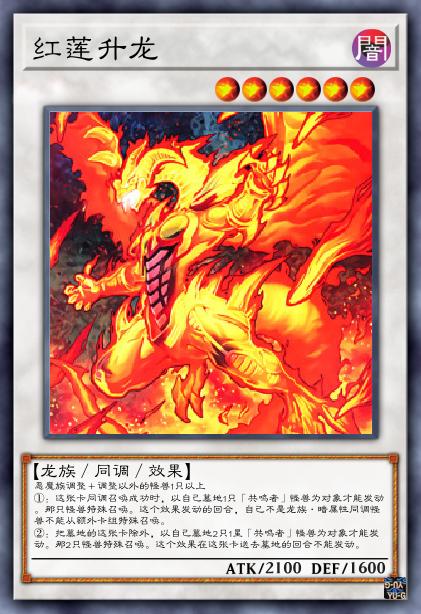 红莲升龙
闇
【龙族／同调／效果】
恶魔族调整＋调整以外的怪兽1只以上
①：这张卡同调召唤成功时，以自己墓地1只「共鸣者」怪兽为对象才能发动
．那只怪兽特殊召唤。这个效果发动的回合，自己不是龙族・暗属性同调怪
兽不能从额外卡组特殊召唤。
②：把墓地的这张卡除外，以自己墓地2只1星「共鸣者」怪兽为对象才能发
动。那2只怪兽特殊召唤。这个效果在这张卡送去墓地的回合不能发动。
ATK/2100 DEF/1600